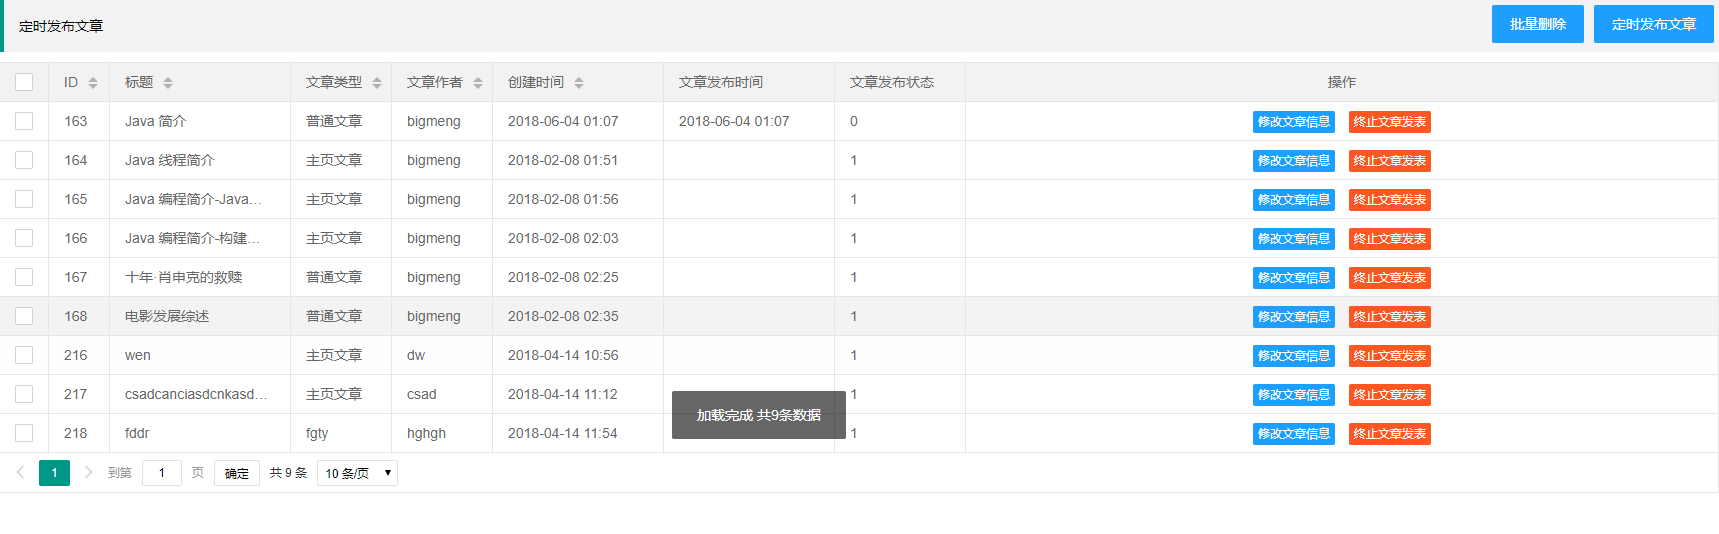 定时发布文章 批量删除 定时发布文章
ID 标题 文章类型 文章作者 创建时间 文章发布时间 文章发布状态 操作
163 Java 简介 普通文章 bigmeng 2018-06-04 01:07 2018-06-04 01:07 0 修改文章信息 终止文章发表
164 Java 线程简介 主页文章 bigmeng 2018-02-08 01:51 1 修改文章信息 终止文章发表
165 Java 编程简介-Java... 主页文章 bigmeng 2018-02-08 01:56 1 修改文章信息 终止文章发表
166 Java 编程简介-构建... 主页文章 bigmeng 2018-02-08 02:03 1 修改文章信息 终止文章发表
167 十年·肖申克的救赎 普通文章 bigmeng 2018-02-08 02:25 1 修改文章信息 终止文章发表
168 电影发展综述 普通文章 bigmeng 2018-02-08 02:35 1 修改文章信息 终止文章发表
216 wen 主页文章 dw 2018-04-14 10:56 1 修改文章信息 终止文章发表
217 csadcanciasdcnkasd... 主页文章 csad 2018-04-14 11:12 1 修改文章信息 终止文章发表
加载完成 共9条数据
218 fddr fgty hghgh 2018-04-14 11:54 1 修改文章信息 终止文章发表
1 到第 1 页 确定 共 9 条 10 条/页